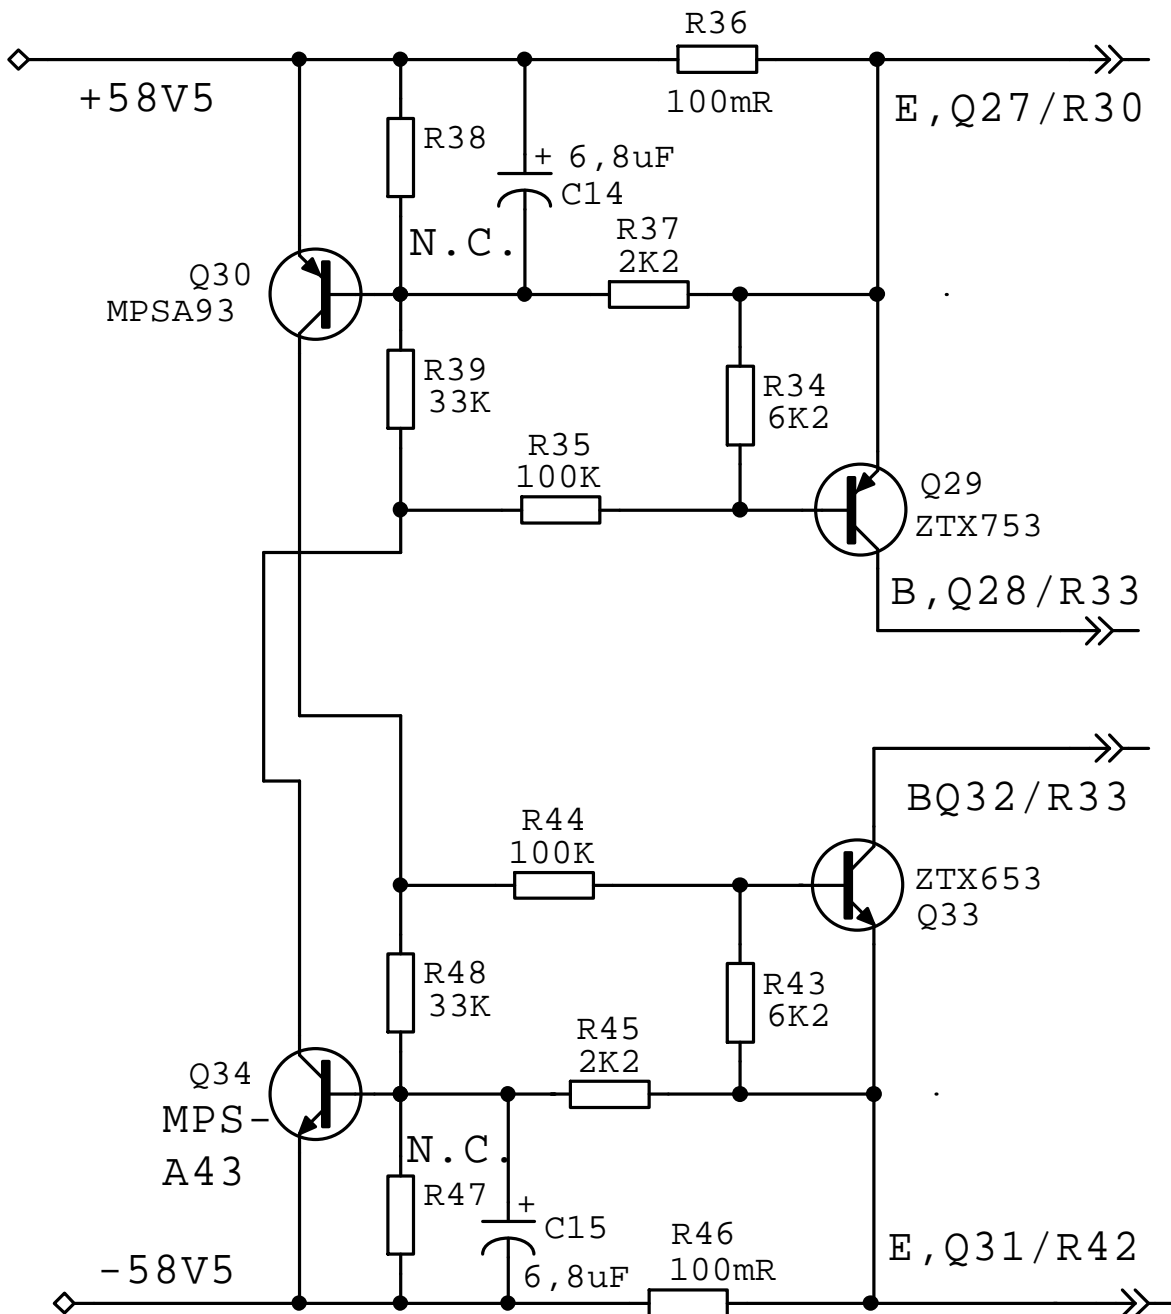 R36
+58V5
100mR
E,Q27/R30
R38
+ 6,8uF
C14
N.C.
R37
2K2
Q30
MPSA93
R39
33K
R34
6K2
R35
100K
Q29
ZTX753
B,Q28/R33
BQ32/R33
R44
100K
ZTX653
Q33
R48
33K
R43
6K2
R45
2K2
Q34
MPS-
A43
N.C.
R47
+
C15
6,8uF
R46
100mR
E,Q31/R42
-58V5